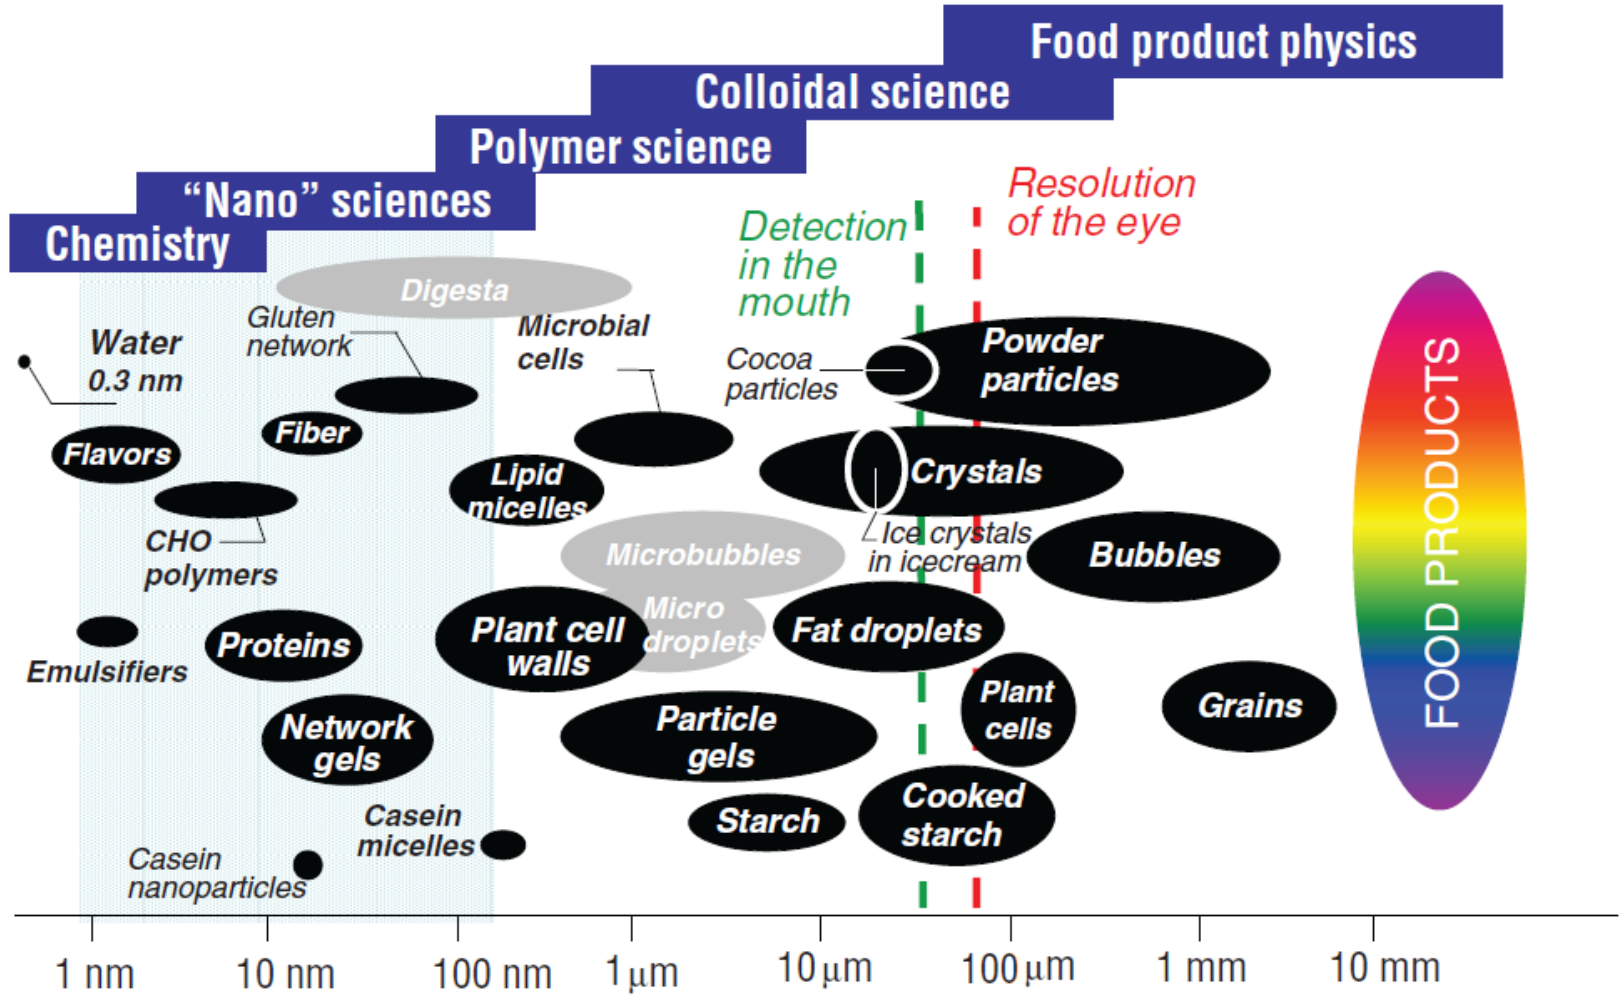 Food product physics
Colloidal science
Polymer science
“Nano” sciences
Chemistry
Resolution
of the eye
Detection
in the
mouth
Digesta
Gluten
network
Microbial
cells
Water
0.3 nm
Powder
particles
Cocoa
particles
Fiber
Flavors
Lipid
micelles
Crystals
CHO
polymers
Ice crystals
in icecream
Microbubbles
Bubbles
Micro
droplets
Plant cell
walls
Fat droplets
Proteins
Emulsifiers
Plant
cells
Grains
Network
gels
Particle
gels
Casein
micelles
Starch
Cooked
starch
Casein
nanoparticles
FOOD PRODUCTS
1 nm
10 nm
100 nm
1 μm
10 μm
100 μm
1 mm
10 mm